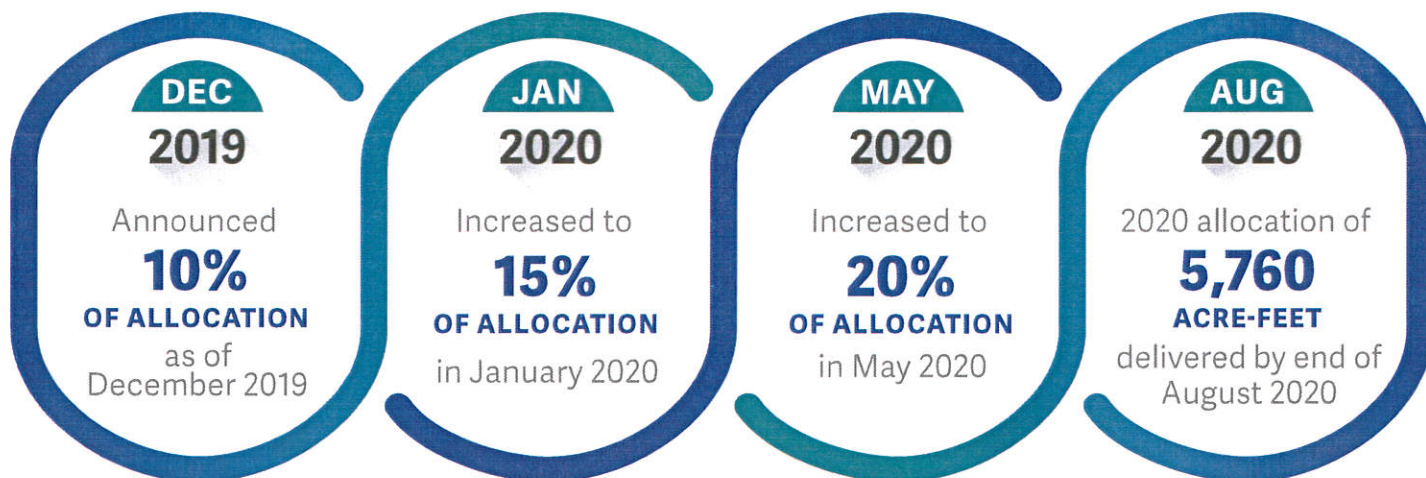 DEC
2019
Announced
10%
OF ALLOCATION
as of
December 2019
JAN
2020
Increased to
15%
OF ALLOCATION
in January 2020
MAY
2020
Increased to
20%
OF ALLOCATION
in May 2020
AUG
2020
2020 allocation of
5,760
ACRE-FEET
delivered by end of
August 2020